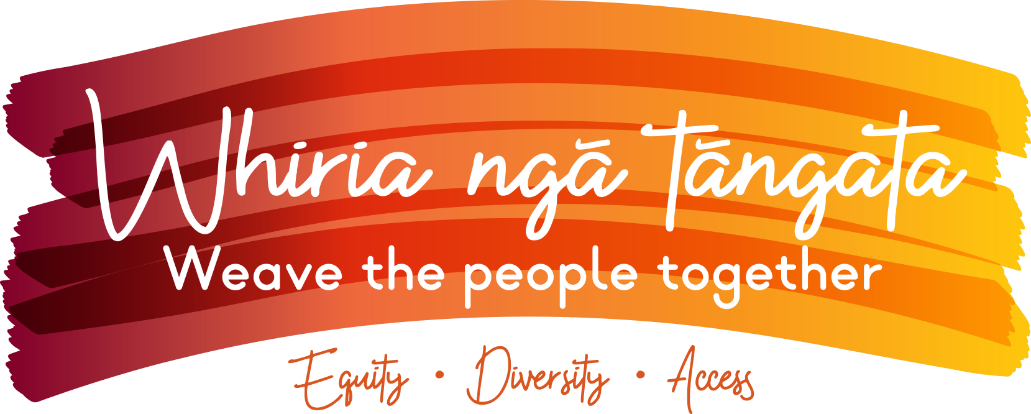 Whiria ngā tāngata
Weave the people together
Equity • Diversity • Access